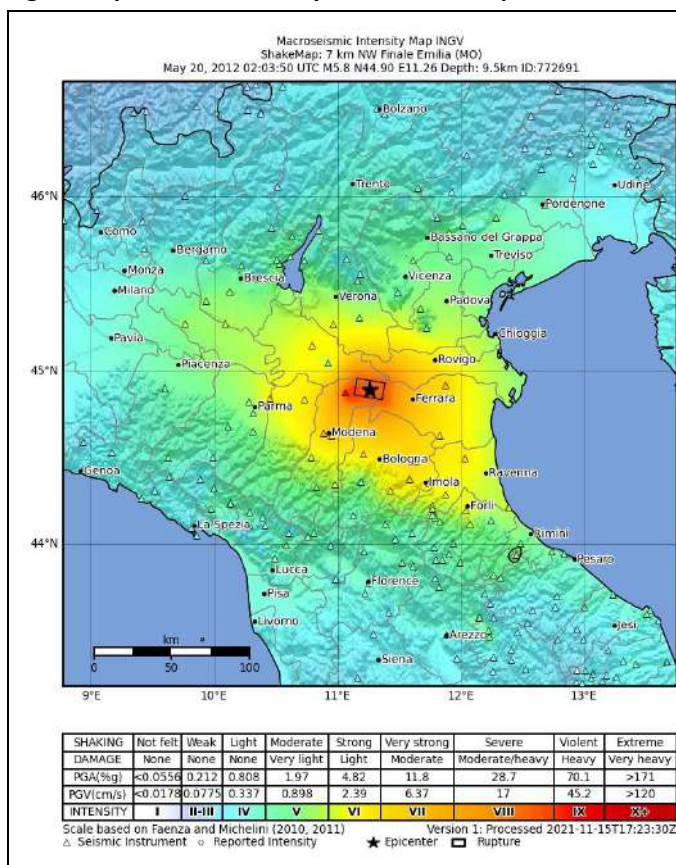 Macroseismic Intensity Map INGV
ShakeMap: 7 km NW Finale Emilia (MO)
May 20, 2012 02:03:50 UTC M5.8 N44.90 E11.26 Depth: 9.5km ID:772691
Bolzano
46°N
Trento
Udine
Pordenone
Como
Bergamo
Bassano del Grappa
Treviso
Monza
Brescia
Vicenza
Milano
Verona
Padova
Pavia
Chioggia
Piacenza
Rovigo
45°N
Parma
Ferrara
Modena
Bologna
Genoa
Imola
Ravenna
Forlì
La Spezia
44°N
Rimini
Pesaro
Lucca
Florence
Pisa
Livorno
Arezzo
Jesi
km
0 50 100
Siena
9°E 10°E 11°E 12°E 13°E
SHAKING Not felt Weak Light Moderate Strong Very strong Severe Violent Extreme
DAMAGE None None None Very light Light Moderate Moderate/heavy Heavy Very heavy
PGA(%g) <0.0556 0.212 0.808 1.97 4.82 11.8 28.7 70.1 >171
PGV(cm/s) <0.0178 0.0775 0.337 0.898 2.39 6.37 17 45.2 >120
INTENSITY I II-III IV V VI VII VIII IX X+
Scale based on Faenza and Michelini (2010, 2011) Version 1: Processed 2021-11-15T17:23:30Z
△ Seismic Instrument ○ Reported Intensity ★ Epicenter □ Rupture